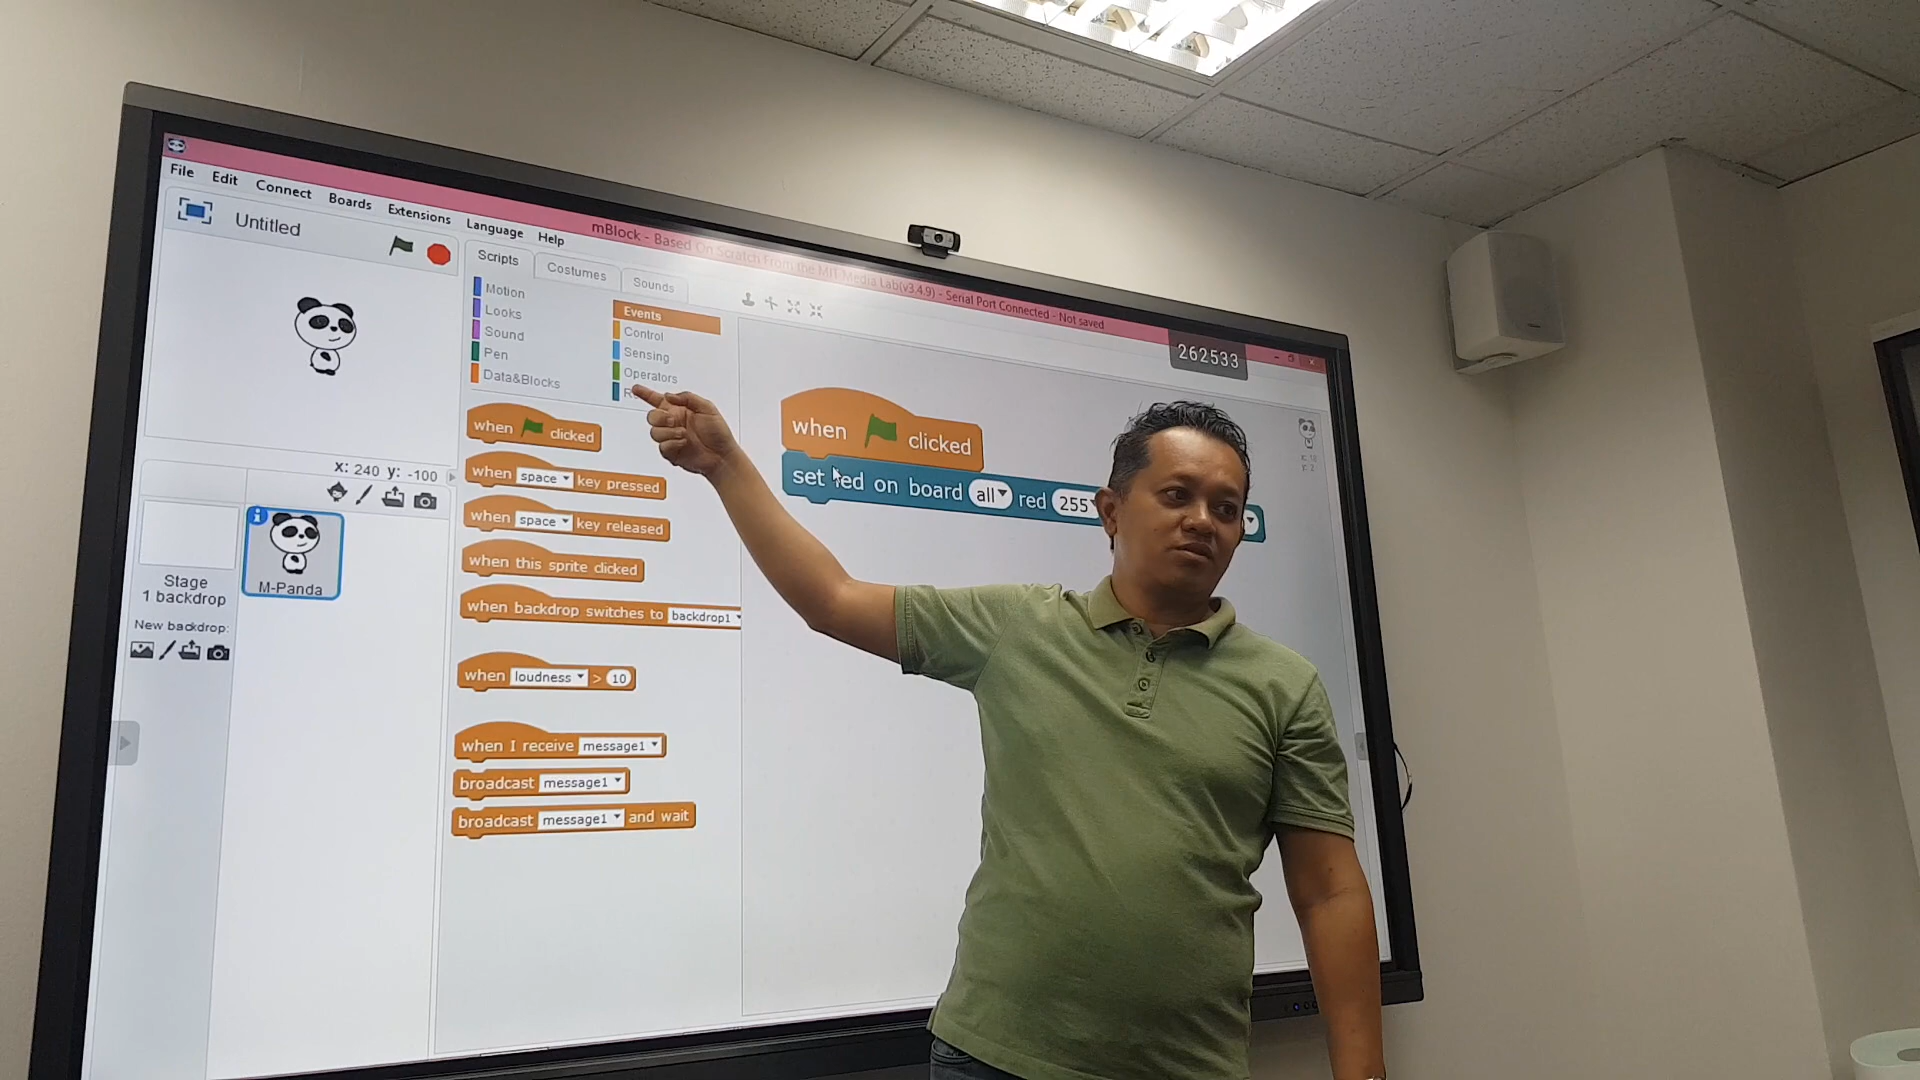 File Edit Connect Boards Extensions Language Help
mBlock - Based On Scratch From the MIT Media Lab(v3.4.9) - Serial Port Connected - Not saved
Untitled
262533
Scripts Costumes Sounds
Motion
Looks
Sound
Pen
Data&Blocks
Events
Control
Sensing
Operators
when clicked
when space key pressed
when space key released
when this sprite clicked
when backdrop switches to backdrop1
when loudness > 10
when I receive message1
broadcast message1
broadcast message1 and wait
when clicked
set led on board all red 255
x: 240 y: -100
M-Panda
Stage
1 backdrop
New backdrop: